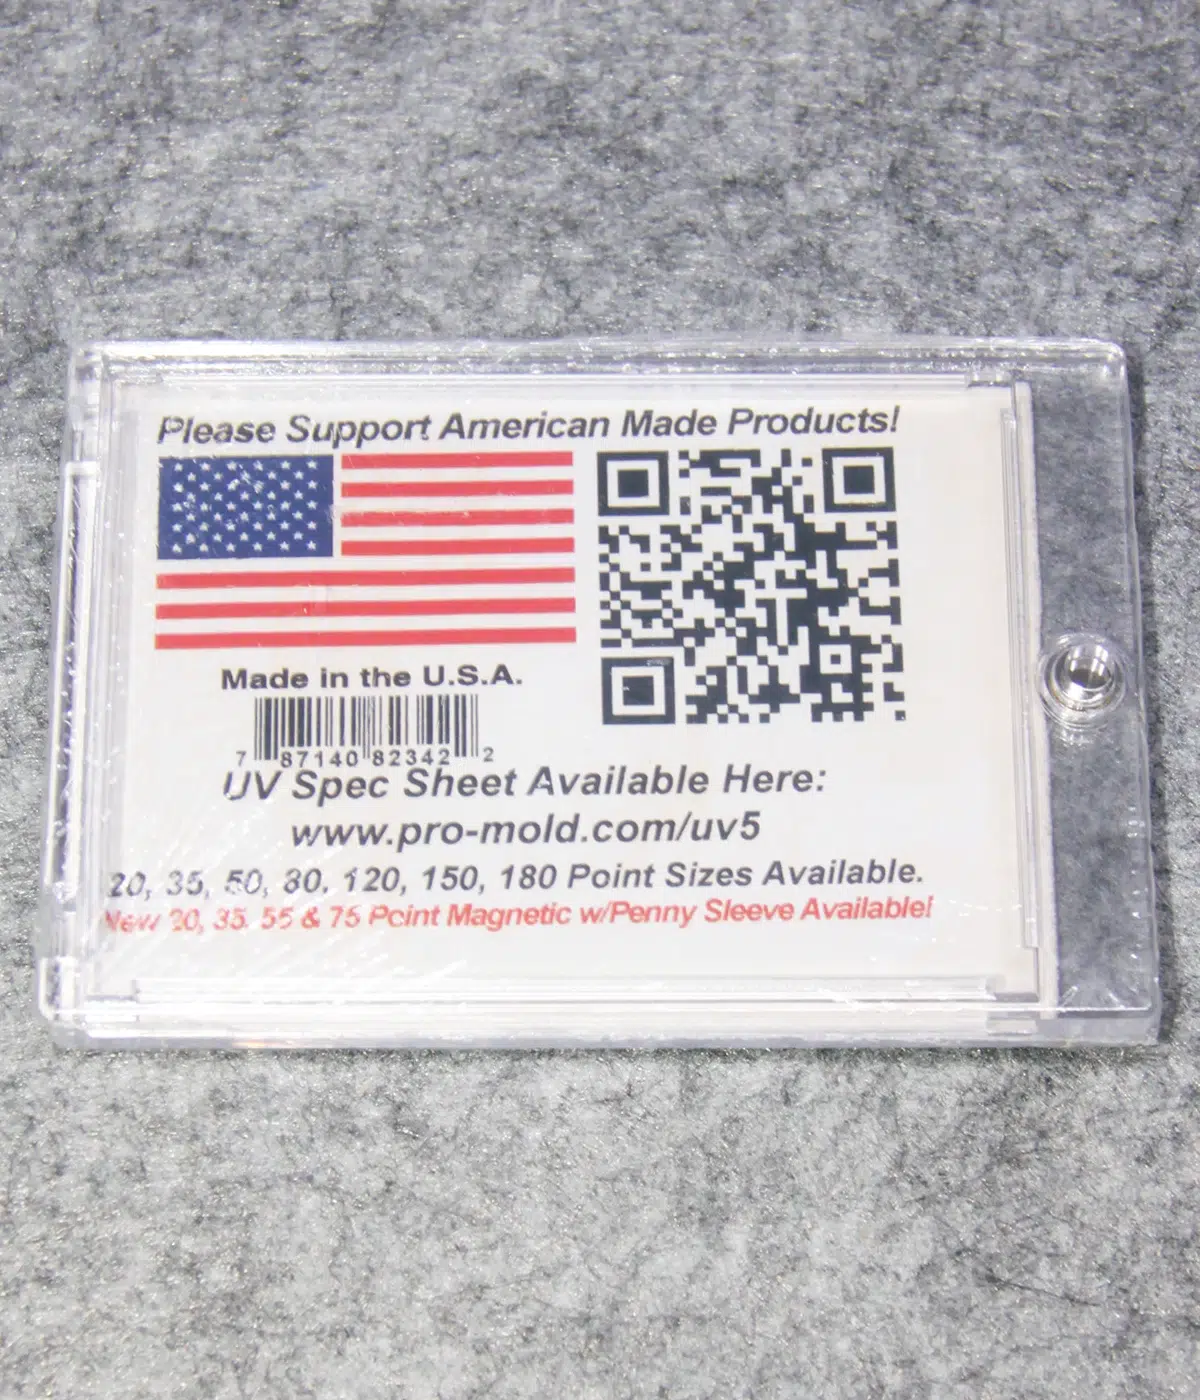 Please Support American Made Products!
Made in the U.S.A.
7 87140 82342 2
UV Spec Sheet Available Here:
www.pro-mold.com/uv5
20, 35, 50, 80, 120, 150, 180 Point Sizes Available.
New 20, 35, 55 & 75 Point Magnetic w/Penny Sleeve Available!